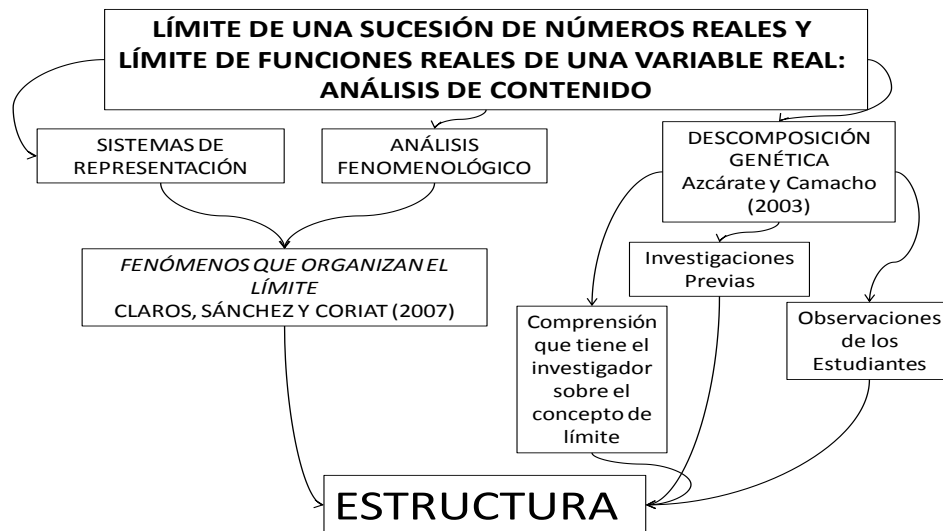 LÍMITE DE UNA SUCESIÓN DE NÚMEROS REALES Y
LÍMITE DE FUNCIONES REALES DE UNA VARIABLE REAL:
ANÁLISIS DE CONTENIDO
SISTEMAS DE
REPRESENTACIÓN
ANÁLISIS
FENOMENOLÓGICO
DESCOMPOSICIÓN
GENÉTICA
Azcárate y Camacho
(2003)
FENÓMENOS QUE ORGANIZAN EL
LÍMITE
CLAROS, SÁNCHEZ Y CORIAT (2007)
Investigaciones
Previas
Comprensión
que tiene el
investigador
sobre el
concepto de
límite
Observaciones
de los
Estudiantes
ESTRUCTURA